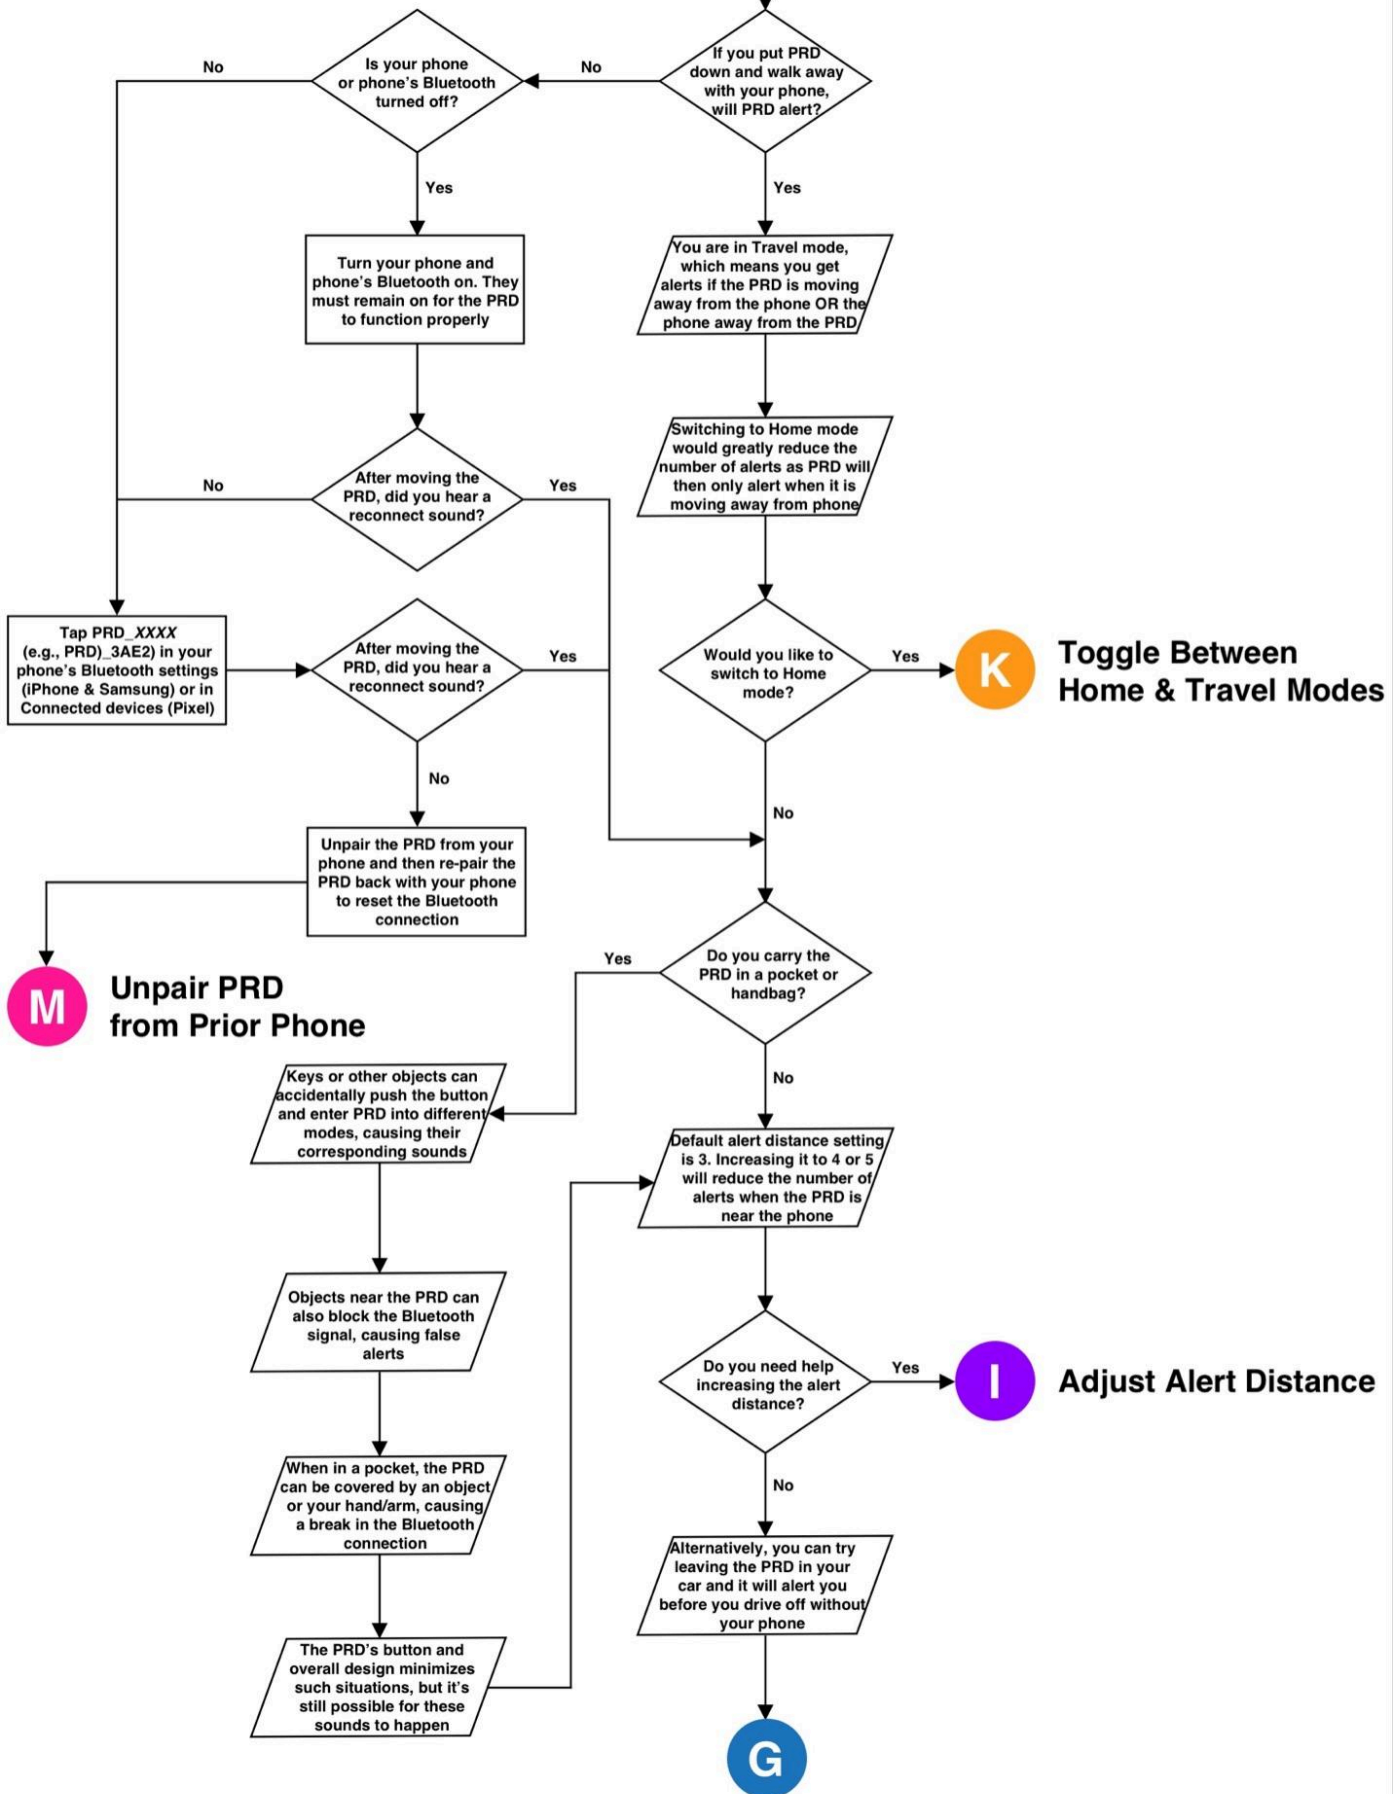 If you put PRD
down and walk away
with your phone,
will PRD alert?
No
Is your phone
or phone's Bluetooth
turned off?
No
Yes
Turn your phone and
phone's Bluetooth on. They
must remain on for the PRD
to function properly
After moving the
PRD, did you hear a
reconnect sound?
No
Yes
Tap PRD_XXXX
(e.g., PRD)_3AE2) in your
phone's Bluetooth settings
(iPhone & Samsung) or in
Connected devices (Pixel)
After moving the
PRD, did you hear a
reconnect sound?
Yes
No
Unpair the PRD from your
phone and then re-pair the
PRD back with your phone
to reset the Bluetooth
connection
M
Unpair PRD
from Prior Phone
Yes
You are in Travel mode,
which means you get
alerts if the PRD is moving
away from the phone OR the
phone away from the PRD
Switching to Home mode
would greatly reduce the
number of alerts as PRD will
then only alert when it is
moving away from phone
Would you like to
switch to Home
mode?
Yes
K
Toggle Between
Home & Travel Modes
No
Do you carry the
PRD in a pocket or
handbag?
Yes
Keys or other objects can
accidentally push the button
and enter PRD into different
modes, causing their
corresponding sounds
Objects near the PRD can
also block the Bluetooth
signal, causing false
alerts
When in a pocket, the PRD
can be covered by an object
or your hand/arm, causing
a break in the Bluetooth
connection
The PRD's button and
overall design minimizes
such situations, but it's
still possible for these
sounds to happen
No
Default alert distance setting
is 3. Increasing it to 4 or 5
will reduce the number of
alerts when the PRD is
near the phone
Do you need help
increasing the alert
distance?
Yes
I
Adjust Alert Distance
No
Alternatively, you can try
leaving the PRD in your
car and it will alert you
before you drive off without
your phone
G